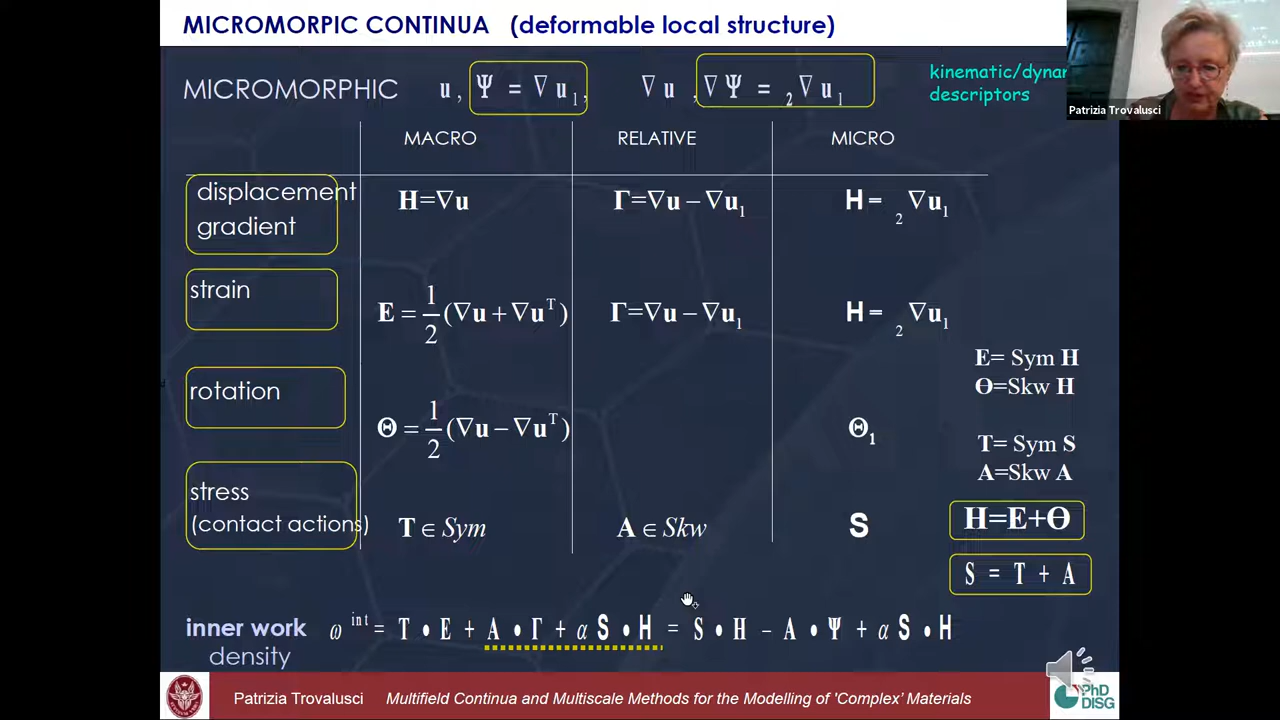 MICROMORPIC CONTINUA (deformable local structure)
MICROMORPHIC u, Ψ = ∇u₁, ∇u, ∇Ψ = ₂∇u₁
kinematic/dynam
descriptors
Patrizia Trovalusci
MACRO RELATIVE MICRO
displacement
gradient
H=∇u Γ=∇u − ∇u₁ H = ₂∇u₁
strain
E = 1/2 (∇u + ∇uᵀ) Γ=∇u − ∇u₁ H = ₂∇u₁
E= Sym H
Θ=Skw H
rotation
Θ = 1/2 (∇u − ∇uᵀ) Θ₁
T= Sym S
A=Skw A
stress
(contact actions)
T ∈ Sym A ∈ Skw S
H=E+Θ
S = T + A
inner work
density
ω ⁱⁿᵗ = T • E + A • Γ + α S • H = S • H − A • Ψ + α S • H
Patrizia Trovalusci Multifield Continua and Multiscale Methods for the Modelling of 'Complex' Materials
PhD
DISG